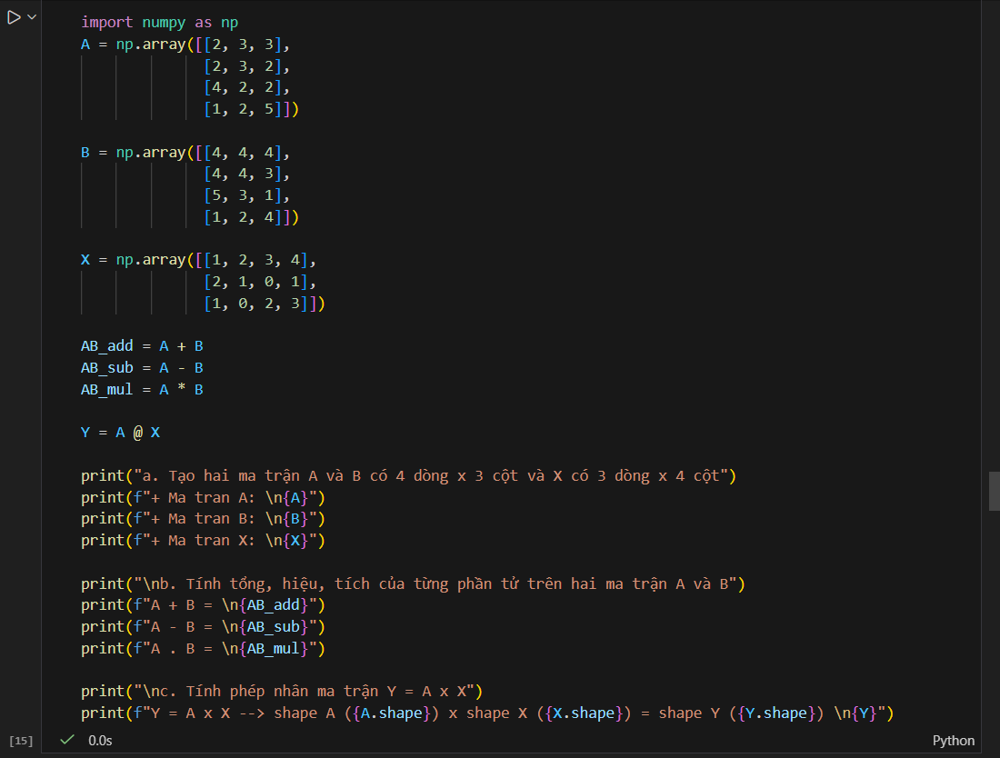 import numpy as np
A = np.array([[2, 3, 3],
[2, 3, 2],
[4, 2, 2],
[1, 2, 5]])
B = np.array([[4, 4, 4],
[4, 4, 3],
[5, 3, 1],
[1, 2, 4]])
X = np.array([[1, 2, 3, 4],
[2, 1, 0, 1],
[1, 0, 2, 3]])
AB_add = A + B
AB_sub = A - B
AB_mul = A * B
Y = A @ X
print("a. Tạo hai ma trận A và B có 4 dòng x 3 cột và X có 3 dòng x 4 cột")
print(f"+ Ma tran A: \n{A}")
print(f"+ Ma tran B: \n{B}")
print(f"+ Ma tran X: \n{X}")
print("\nb. Tính tổng, hiệu, tích của từng phần tử trên hai ma trận A và B")
print(f"A + B = \n{AB_add}")
print(f"A - B = \n{AB_sub}")
print(f"A . B = \n{AB_mul}")
print("\nc. Tính phép nhân ma trận Y = A x X")
print(f"Y = A x X --> shape A ({A.shape}) x shape X ({X.shape}) = shape Y ({Y.shape}) \n{Y}")
[15] 0.0s Python